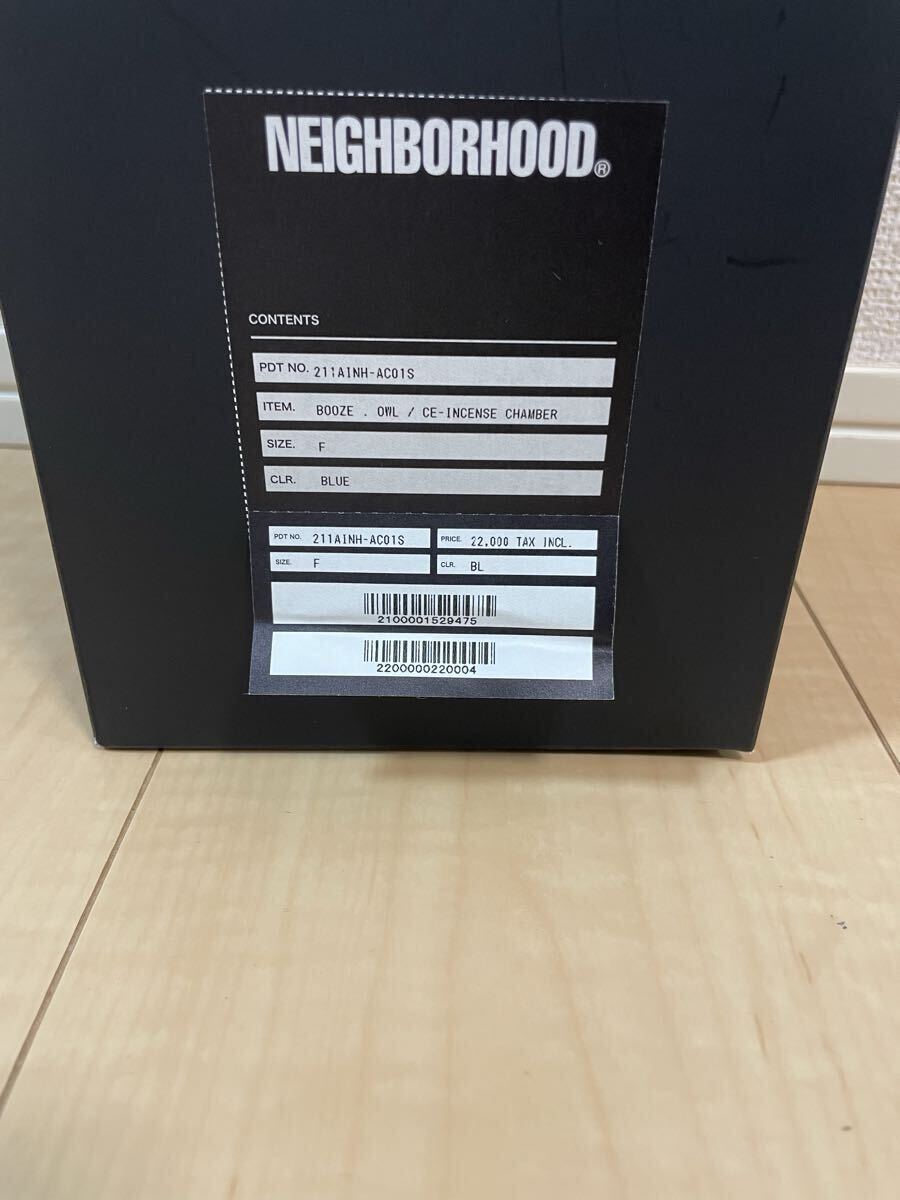 NEIGHBORHOOD®
CONTENTS
PDT NO. 211AINH-AC01S
ITEM. BOOZE . OWL / CE-INCENSE CHAMBER
SIZE. F
CLR. BLUE
PDT NO. 211AINH-AC01S PRICE. 22,000 TAX INCL.
SIZE. F CLR. BL
2100001529475
2200000220004